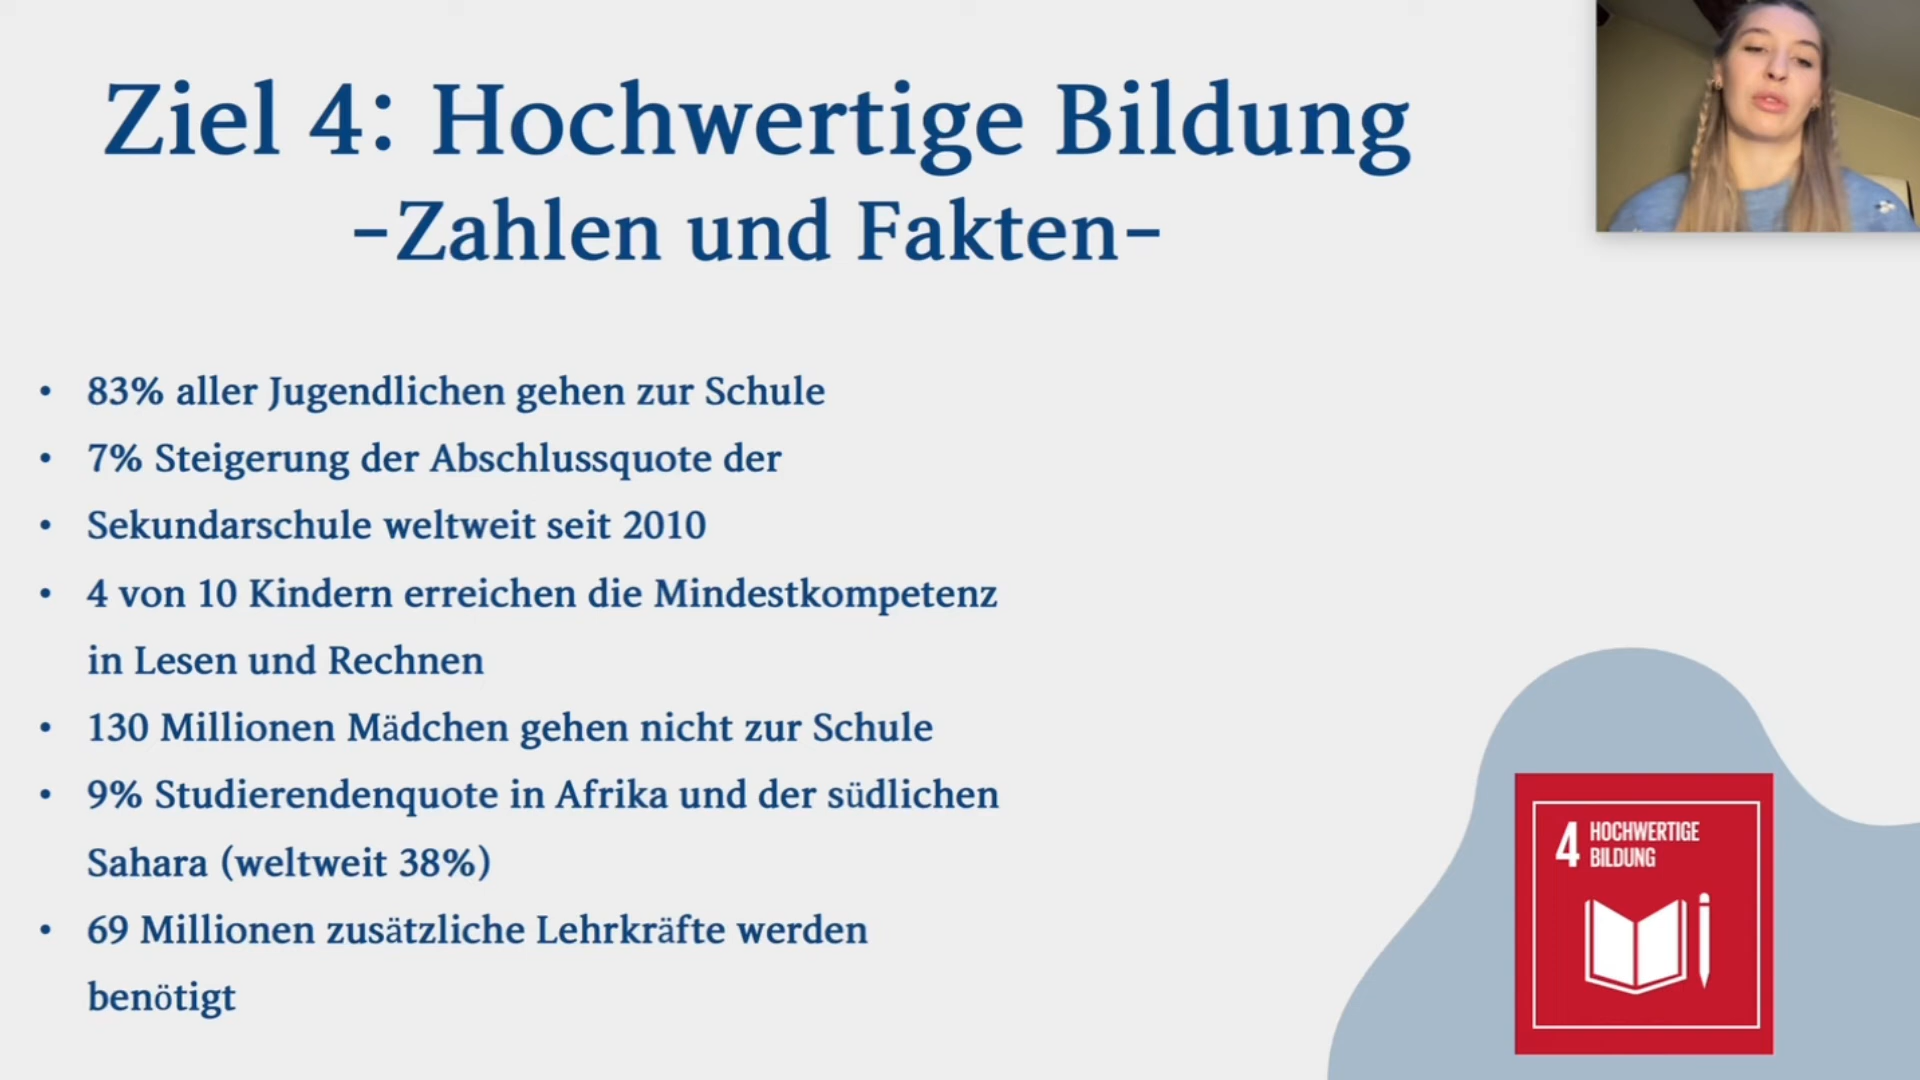 Ziel 4: Hochwertige Bildung
-Zahlen und Fakten-
• 83% aller Jugendlichen gehen zur Schule
• 7% Steigerung der Abschlussquote der
• Sekundarschule weltweit seit 2010
• 4 von 10 Kindern erreichen die Mindestkompetenz
in Lesen und Rechnen
• 130 Millionen Mädchen gehen nicht zur Schule
• 9% Studierendenquote in Afrika und der südlichen
Sahara (weltweit 38%)
• 69 Millionen zusätzliche Lehrkräfte werden
benötigt
4 HOCHWERTIGE
BILDUNG